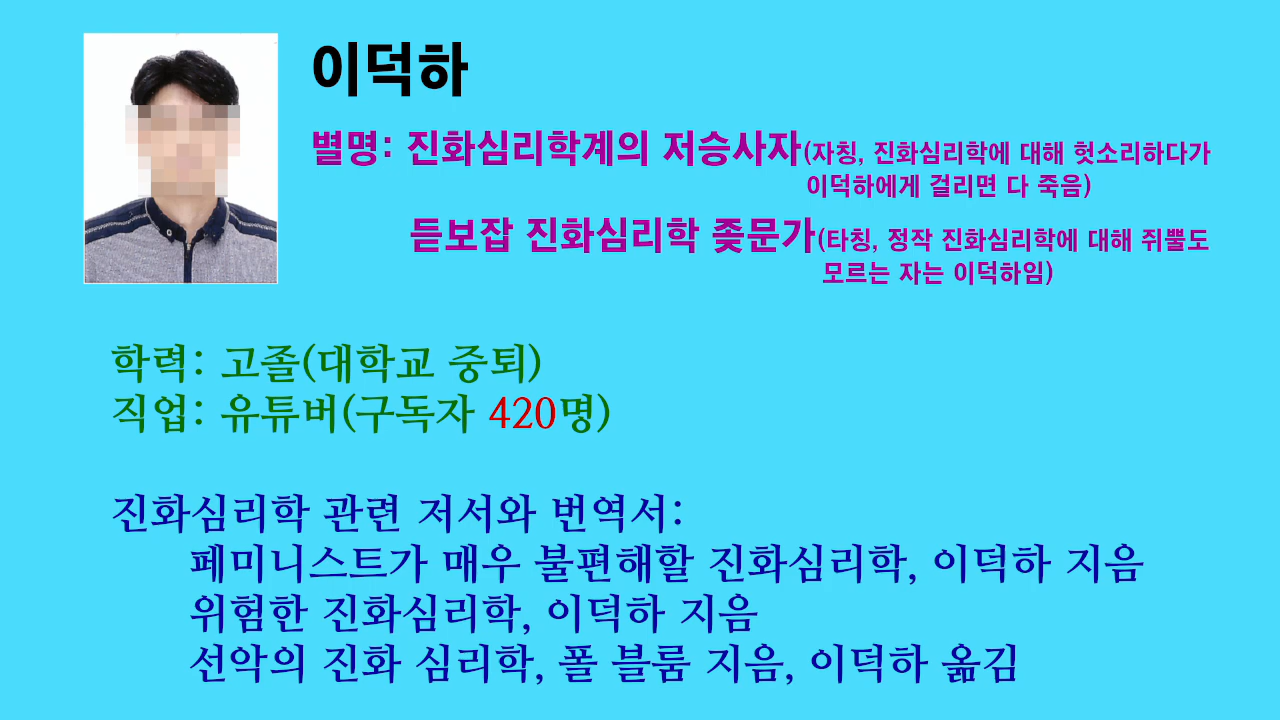 이덕하
별명: 진화심리학계의 저승사자(자칭, 진화심리학에 대해 헛소리하다가
이덕하에게 걸리면 다 죽음)
듣보잡 진화심리학 좆문가(타칭, 정작 진화심리학에 대해 쥐뿔도
모르는 자는 이덕하임)
학력: 고졸(대학교 중퇴)
직업: 유튜버(구독자 420명)
진화심리학 관련 저서와 번역서:
페미니스트가 매우 불편해할 진화심리학, 이덕하 지음
위험한 진화심리학, 이덕하 지음
선악의 진화 심리학, 폴 블룸 지음, 이덕하 옮김